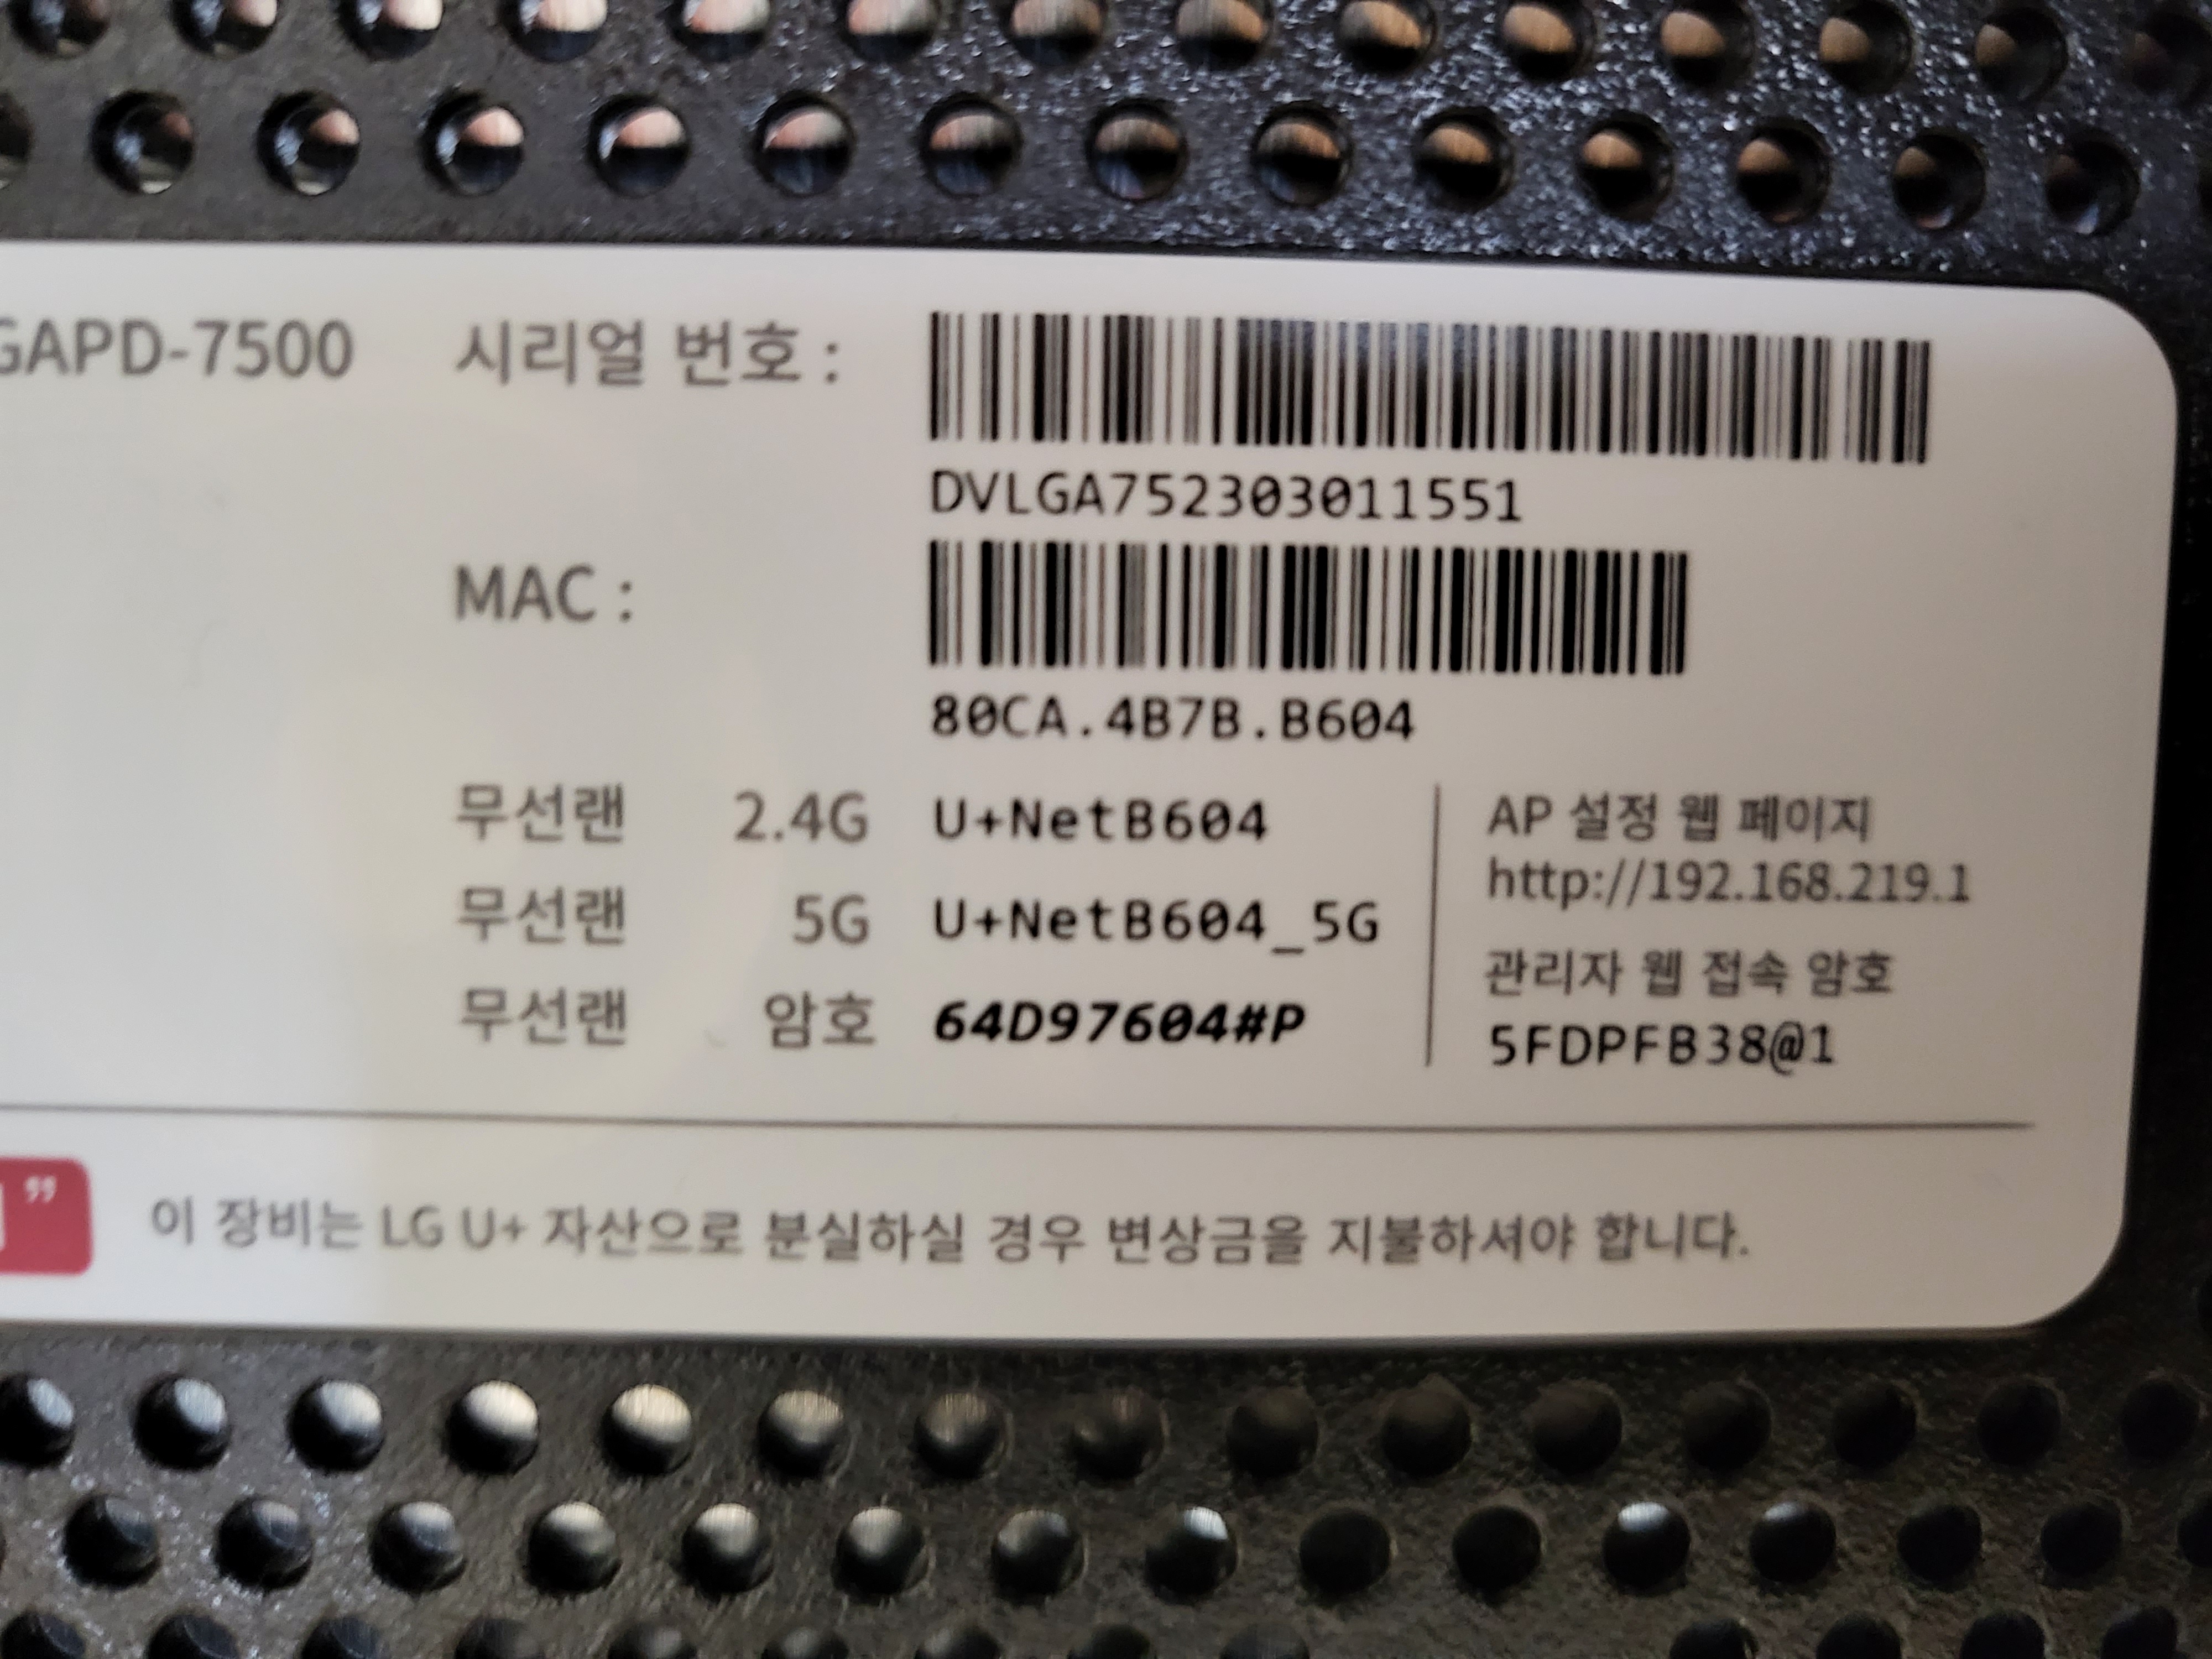 GAPD-7500 시리얼 번호 :
DVLGA752303011551
MAC :
80CA.4B7B.B604
무선랜 2.4G U+NetB604
무선랜 5G U+NetB604_5G
무선랜 암호 64D97604#P
AP 설정 웹 페이지
http://192.168.219.1
관리자 웹 접속 암호
5FDPFB38@1
” 이 장비는 LG U+ 자산으로 분실하실 경우 변상금을 지불하셔야 합니다.